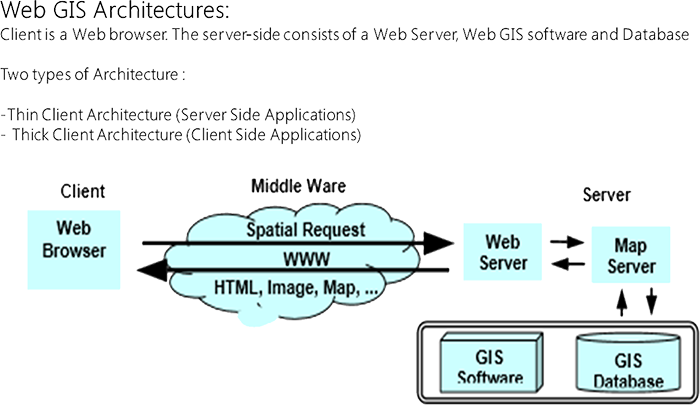 Web GIS Architectures:
Client is a Web browser. The server-side consists of a Web Server, Web GIS software and Database
Two types of Architecture :
-Thin Client Architecture (Server Side Applications)
- Thick Client Architecture (Client Side Applications)
Client
Middle Ware
Server
Web
Browser
Spatial Request
WWW
HTML, Image, Map, ...
Web
Server
Map
Server
GIS
Software
GIS
Database